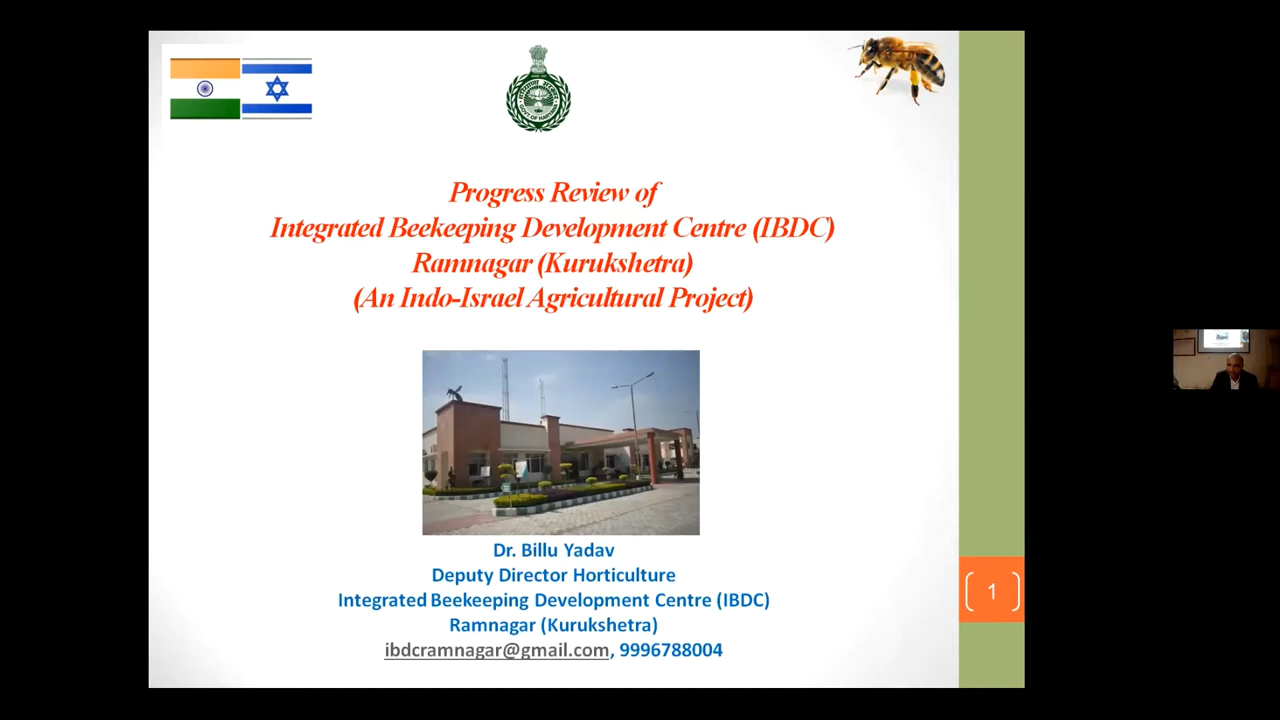 Progress Review of
Integrated Beekeeping Development Centre (IBDC)
Ramnagar (Kurukshetra)
(An Indo-Israel Agricultural Project)
Dr. Billu Yadav
Deputy Director Horticulture
Integrated Beekeeping Development Centre (IBDC)
Ramnagar (Kurukshetra)
ibdcramnagar@gmail.com, 9996788004
1